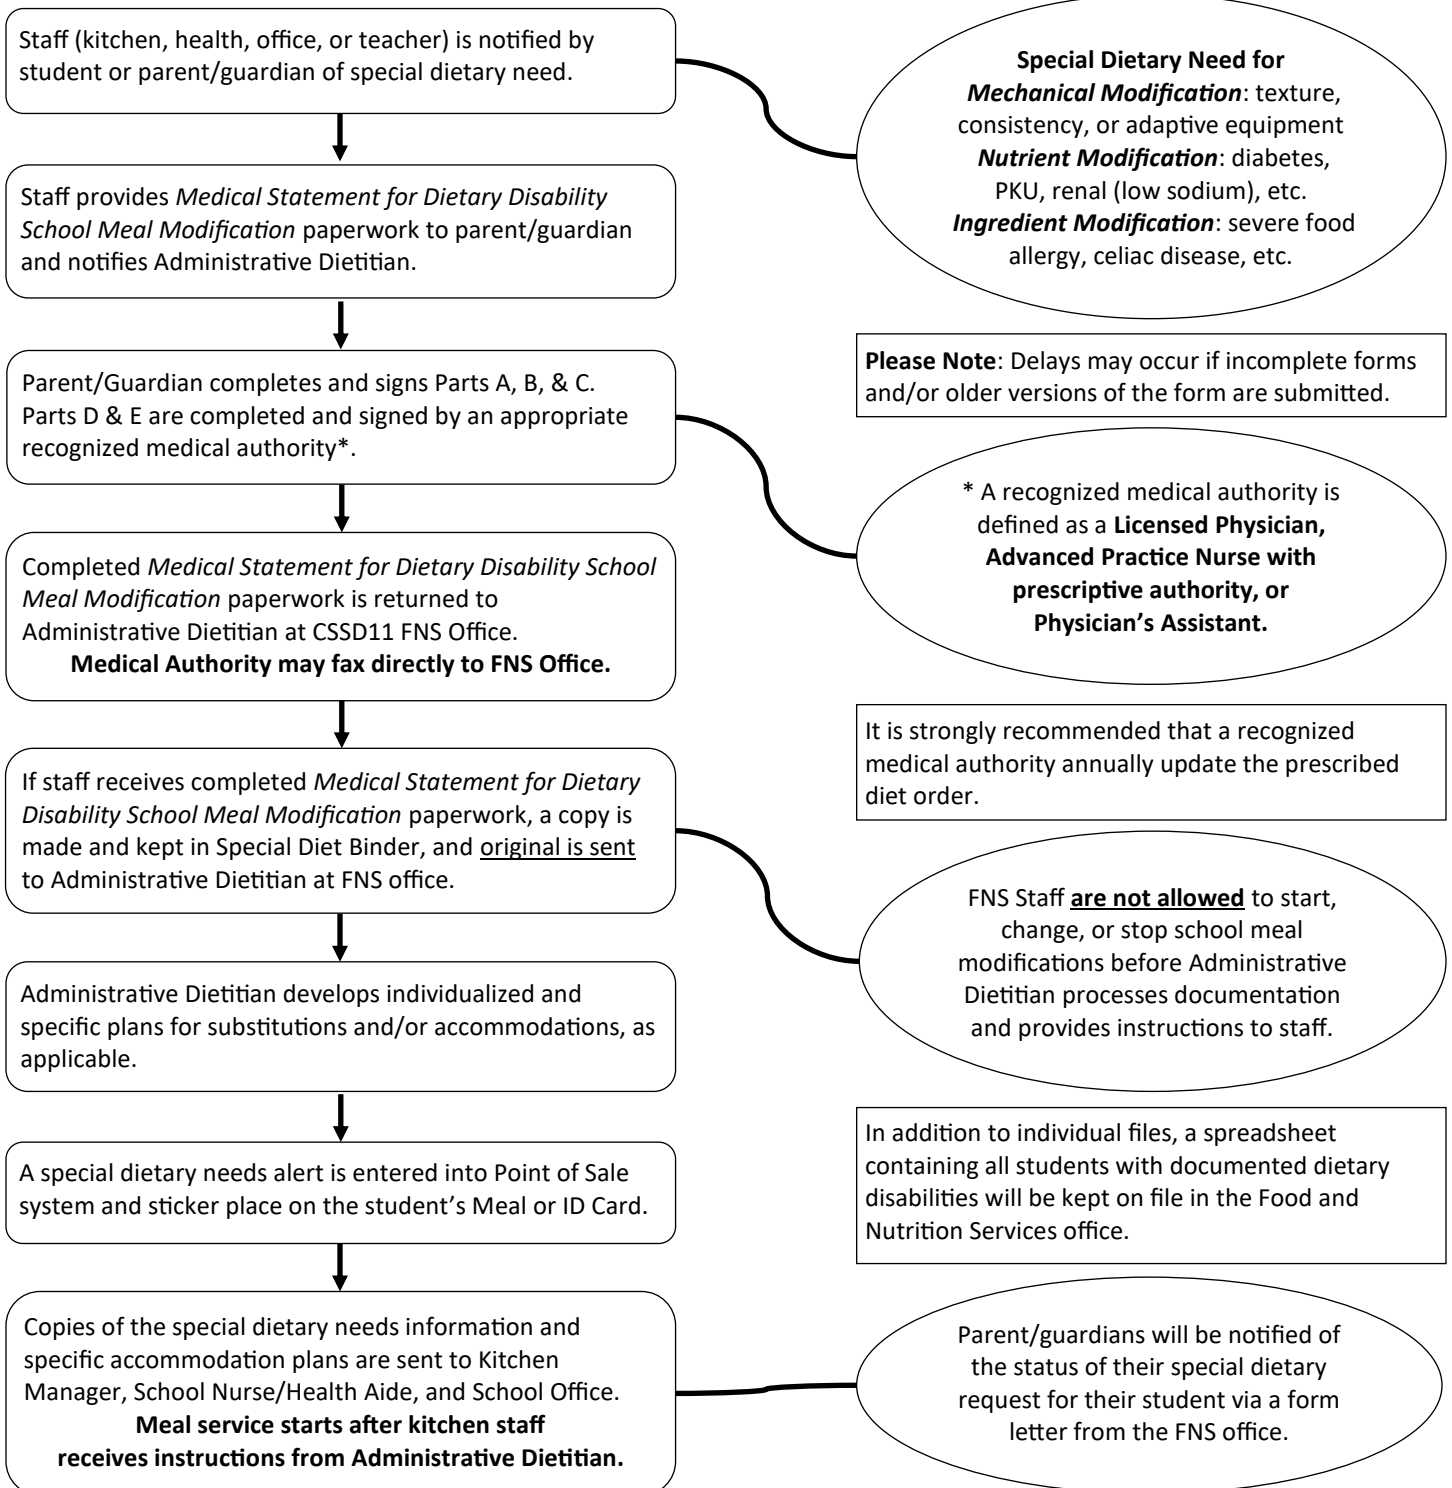 Staff (kitchen, health, office, or teacher) is notified by
student or parent/guardian of special dietary need.
Special Dietary Need for
Mechanical Modification: texture,
consistency, or adaptive equipment
Nutrient Modification: diabetes,
PKU, renal (low sodium), etc.
Ingredient Modification: severe food
allergy, celiac disease, etc.
Staff provides Medical Statement for Dietary Disability
School Meal Modification paperwork to parent/guardian
and notifies Administrative Dietitian.
Please Note: Delays may occur if incomplete forms
and/or older versions of the form are submitted.
Parent/Guardian completes and signs Parts A, B, & C.
Parts D & E are completed and signed by an appropriate
recognized medical authority*.
* A recognized medical authority is
defined as a Licensed Physician,
Advanced Practice Nurse with
prescriptive authority, or
Physician’s Assistant.
Completed Medical Statement for Dietary Disability School
Meal Modification paperwork is returned to
Administrative Dietitian at CSSD11 FNS Office.
Medical Authority may fax directly to FNS Office.
It is strongly recommended that a recognized
medical authority annually update the prescribed
diet order.
If staff receives completed Medical Statement for Dietary
Disability School Meal Modification paperwork, a copy is
made and kept in Special Diet Binder, and original is sent
to Administrative Dietitian at FNS office.
FNS Staff are not allowed to start,
change, or stop school meal
modifications before Administrative
Dietitian processes documentation
and provides instructions to staff.
Administrative Dietitian develops individualized and
specific plans for substitutions and/or accommodations, as
applicable.
In addition to individual files, a spreadsheet
containing all students with documented dietary
disabilities will be kept on file in the Food and
Nutrition Services office.
A special dietary needs alert is entered into Point of Sale
system and sticker place on the student’s Meal or ID Card.
Copies of the special dietary needs information and
specific accommodation plans are sent to Kitchen
Manager, School Nurse/Health Aide, and School Office.
Meal service starts after kitchen staff
receives instructions from Administrative Dietitian.
Parent/guardians will be notified of
the status of their special dietary
request for their student via a form
letter from the FNS office.